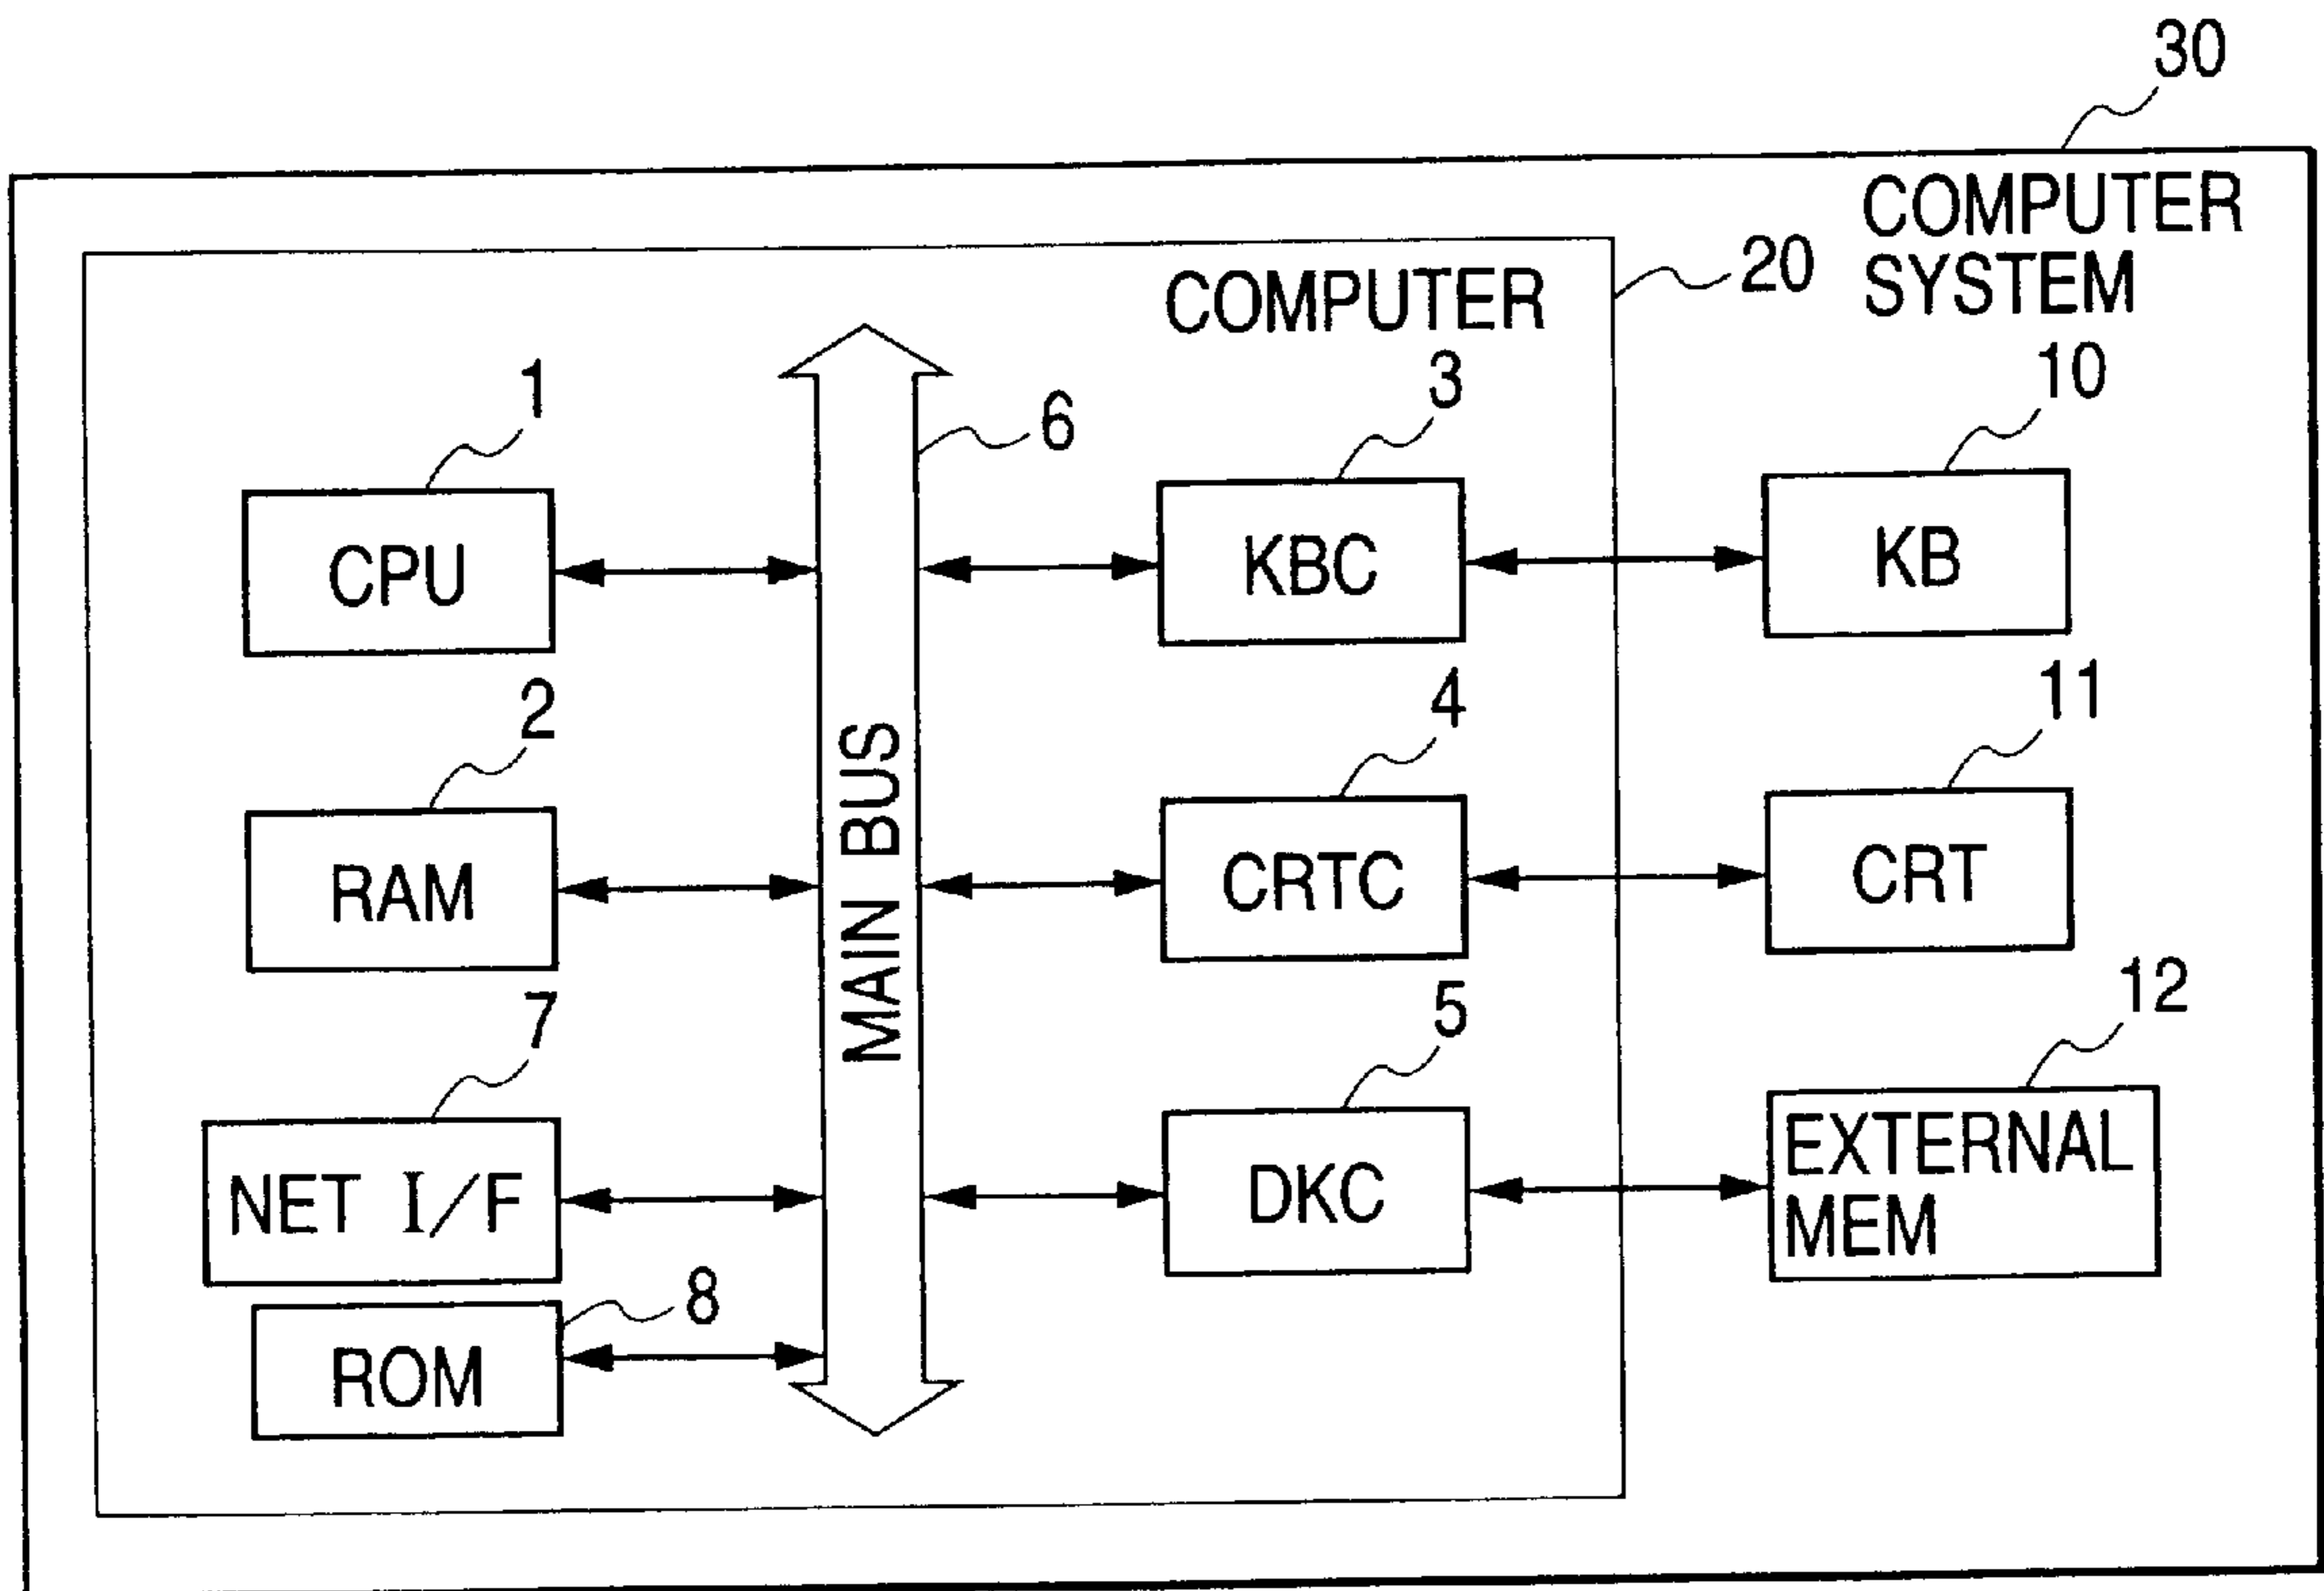 30
COMPUTER
SYSTEM
20
COMPUTER
1
6
3
10
CPU
KBC
KB
2
4
11
RAM
MAIN BUS
CRTC
CRT
7
5
12
NET I/F
DKC
EXTERNAL
MEM
8
ROM